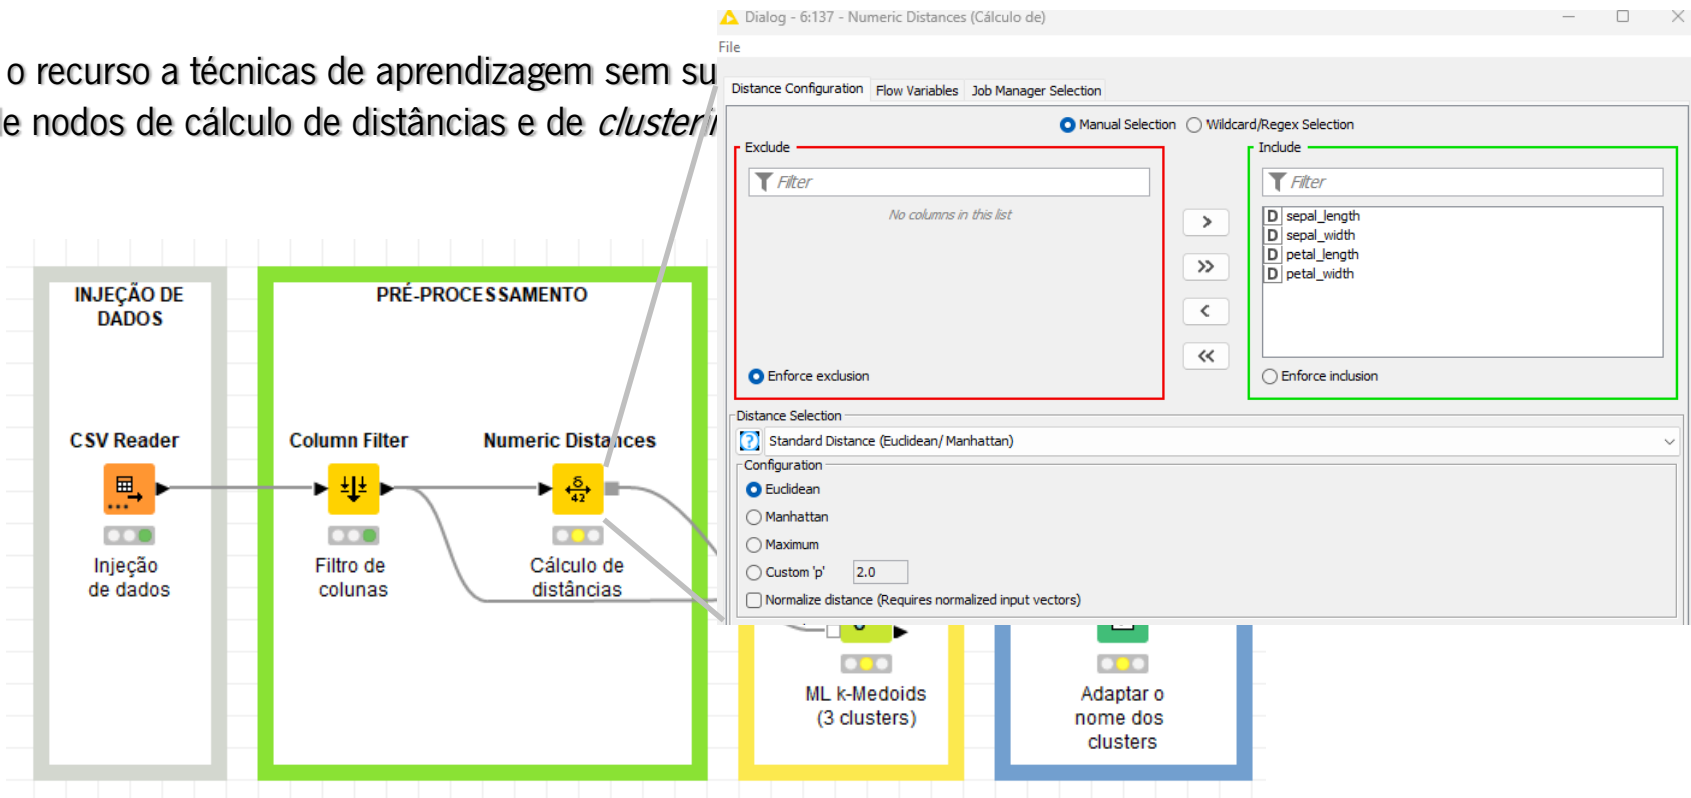 Dialog - 6:137 - Numeric Distances (Cálculo de)
File
o recurso a técnicas de aprendizagem sem su
e nodos de cálculo de distâncias e de clusteri
Distance Configuration Flow Variables Job Manager Selection
Manual Selection Wildcard/Regex Selection
Exclude
Filter
No columns in this list
Enforce exclusion
>
>>
<
<<
Include
Filter
D sepal_length
D sepal_width
D petal_length
D petal_width
Enforce inclusion
Distance Selection
? Standard Distance (Euclidean/ Manhattan)
Configuration
Euclidean
Manhattan
Maximum
Custom 'p' 2.0
Normalize distance (Requires normalized input vectors)
INJEÇÃO DE
DADOS
CSV Reader
Injeção
de dados
PRÉ-PROCESSAMENTO
Column Filter
Filtro de
colunas
Numeric Distances
δ
42
Cálculo de
distâncias
ML k-Medoids
(3 clusters)
Adaptar o
nome dos
clusters